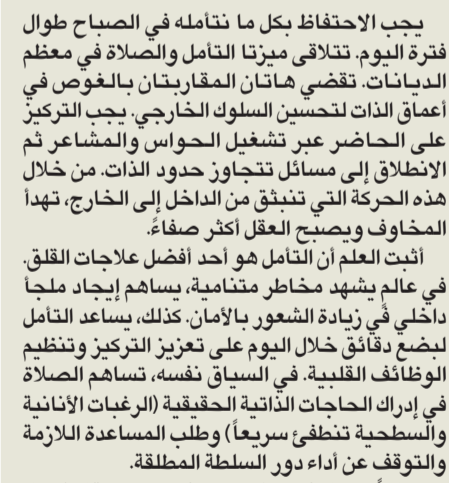 يجب الاحتفاظ بكل ما نتأمله في الصباح طوال
فترة اليوم. تتلاقى ميزتا التأمل والصلاة في معظم
الديانات. تقضي هاتان المقاربتان بالغوص في
أعماق الذات لتحسين السلوك الخارجي. يجب التركيز
على الحاضر عبر تشغيل الحواس والمشاعر ثم
الانطلاق إلى مسائل تتجاوز حدود الذات. من خلال
هذه الحركة التي تنبثق من الداخل إلى الخارج، تهدأ
المخاوف ويصبح العقل أكثر صفاءً.
أثبت العلم أن التأمل هو أحد أفضل علاجات القلق.
في عالمٍ يشهد مخاطر متنامية، يساهم إيجاد ملجأ
داخلي في زيادة الشعور بالأمان. كذلك، يساعد التأمل
لبضع دقائق خلال اليوم على تعزيز التركيز وتنظيم
الوظائف القلبية. في السياق نفسه، تساهم الصلاة
في إدراك الحاجات الذاتية الحقيقية (الرغبات الأنانية
والسطحية تنطفئ سريعاً) وطلب المساعدة اللازمة
والتوقف عن أداء دور السلطة المطلقة.